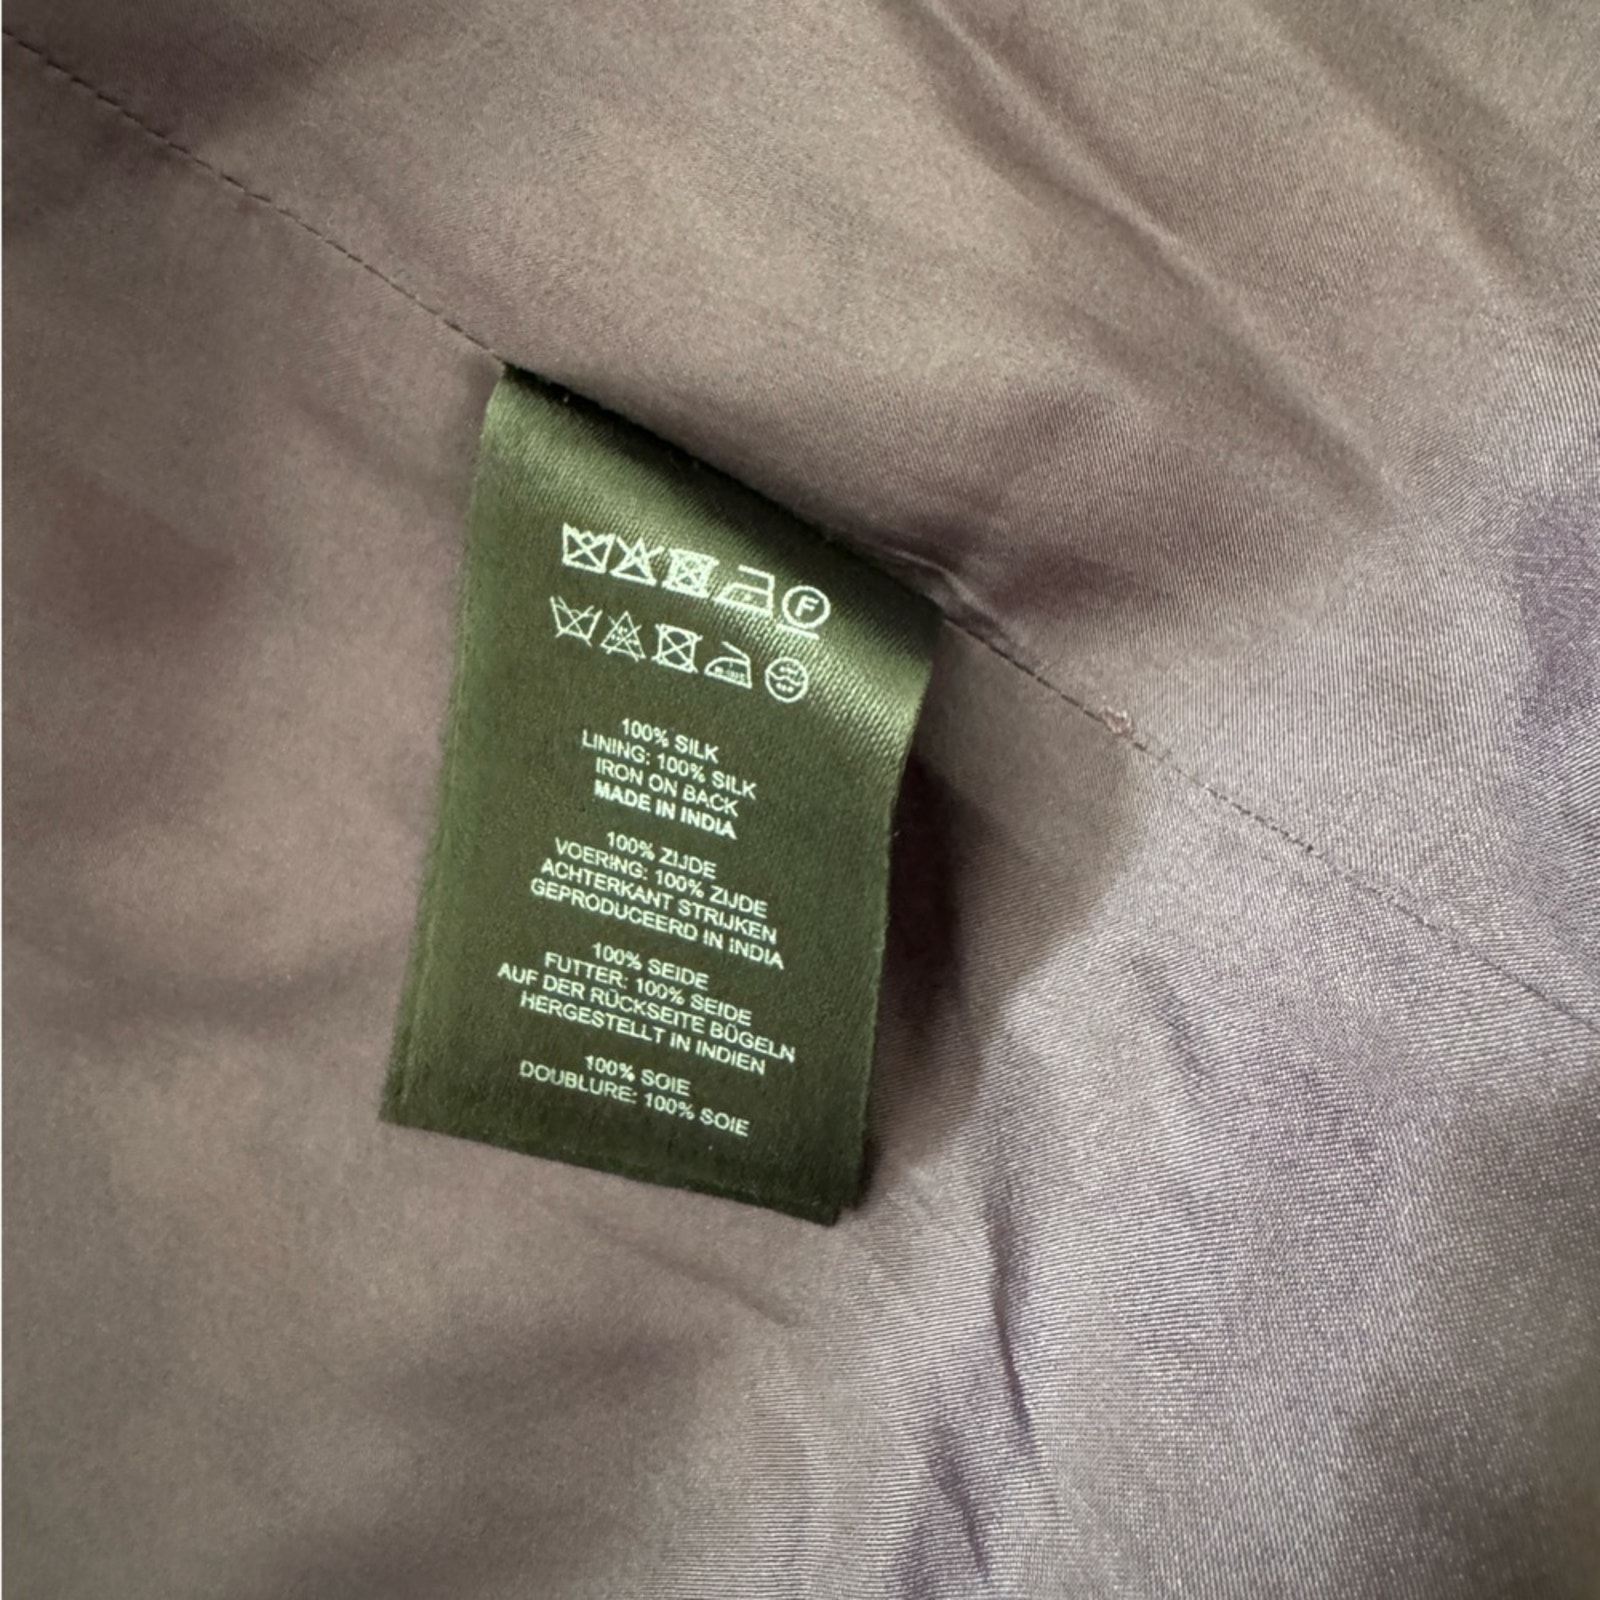 F
100% SILK
LINING: 100% SILK
IRON ON BACK
MADE IN INDIA
100% ZIJDE
VOERING: 100% ZIJDE
ACHTERKANT STRIJKEN
GEPRODUCEERD IN INDIA
100% SEIDE
FUTTER: 100% SEIDE
AUF DER RÜCKSEITE BÜGELN
HERGESTELLT IN INDIEN
100% SOIE
DOUBLURE: 100% SOIE